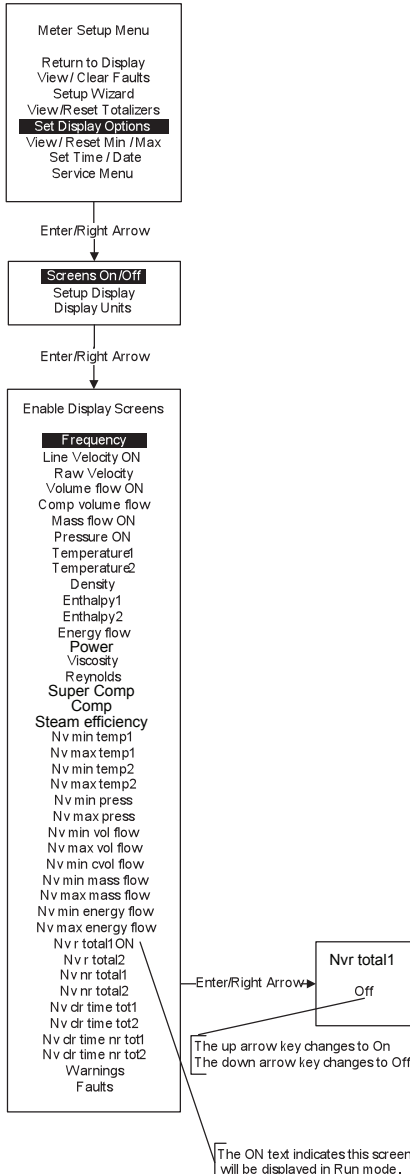 Meter Setup Menu
Return to Display
View / Clear Faults
Setup Wizard
View /Reset Totalizers
Set Display Options
View / Reset Min / Max
Set Time / Date
Service Menu
Enter/Right Arrow
Screens On/Off
Setup Display
Display Units
Enter/Right Arrow
Enable Display Screens
Frequency
Line Velocity ON
Raw Velocity
Volume flow ON
Comp volume flow
Mass flow ON
Pressure ON
Temperature1
Temperature2
Density
Enthalpy1
Enthalpy2
Energy flow
Power
Viscosity
Reynolds
Super Comp
Comp
Steam efficiency
Nv min temp1
Nv max temp1
Nv min temp2
Nv max temp2
Nv min press
Nv max press
Nv min vol flow
Nv max vol flow
Nv min cvol flow
Nv min mass flow
Nv max mass flow
Nv min energy flow
Nv max energy flow
Nv r total1 ON
Nv r total2
Nv nr total1
Nv nr total2
Nv clr time tot1
Nv clr time tot2
Nv clr time nr tot1
Nv clr time nr tot2
Warnings
Faults
Enter/Right Arrow
Nvr total1
Off
The up arrow key changes to On
The down arrow key changes to Off
The ON text indicates this screen
will be displayed in Run mode.